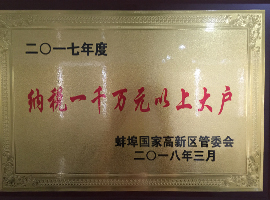 二〇一七年度
纳税一千万元以上大户
蚌埠国家高新区管委会
二〇一八年三月